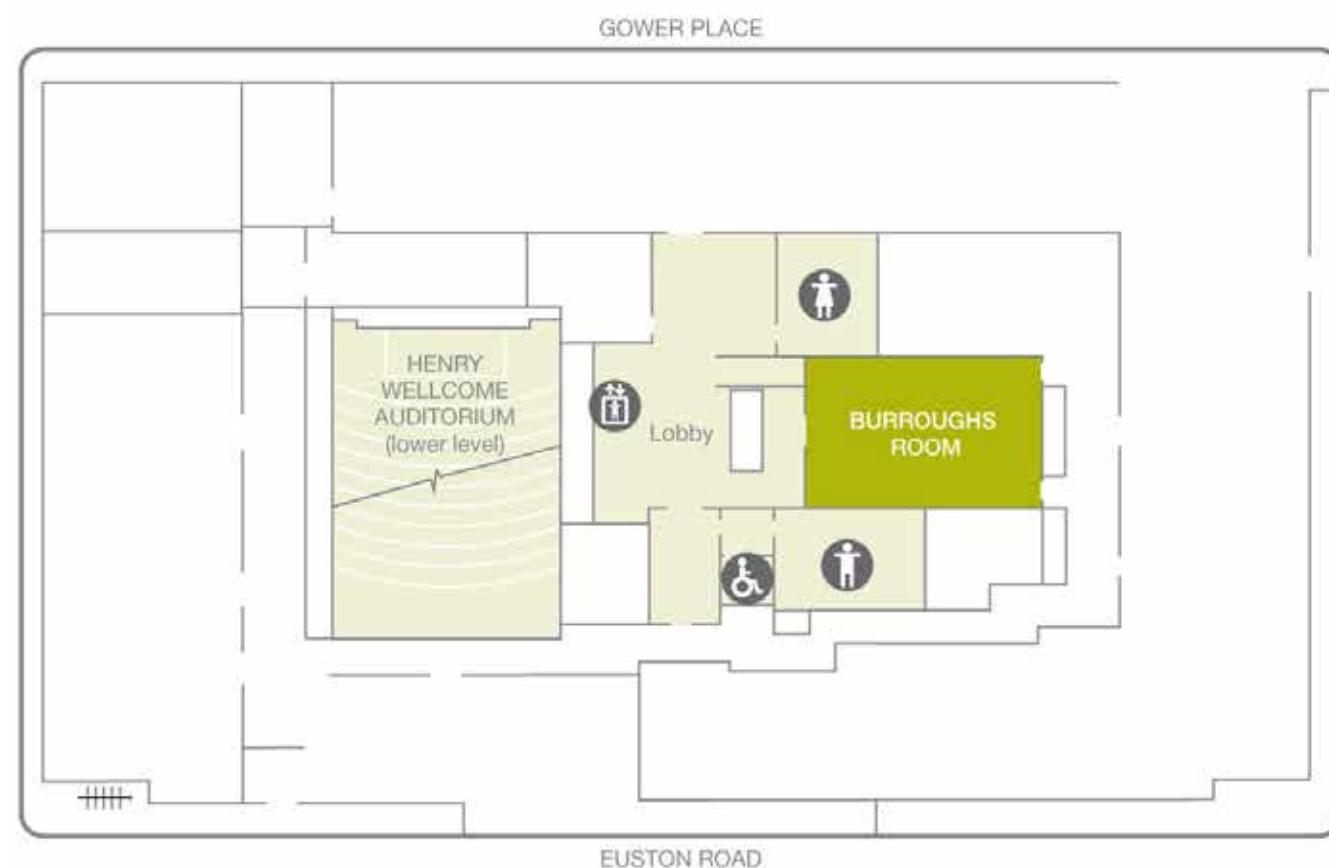 GOWER PLACE
HENRY
WELLCOME
AUDITORIUM
(lower level)
Lobby
BURROUGHS
ROOM
EUSTON ROAD